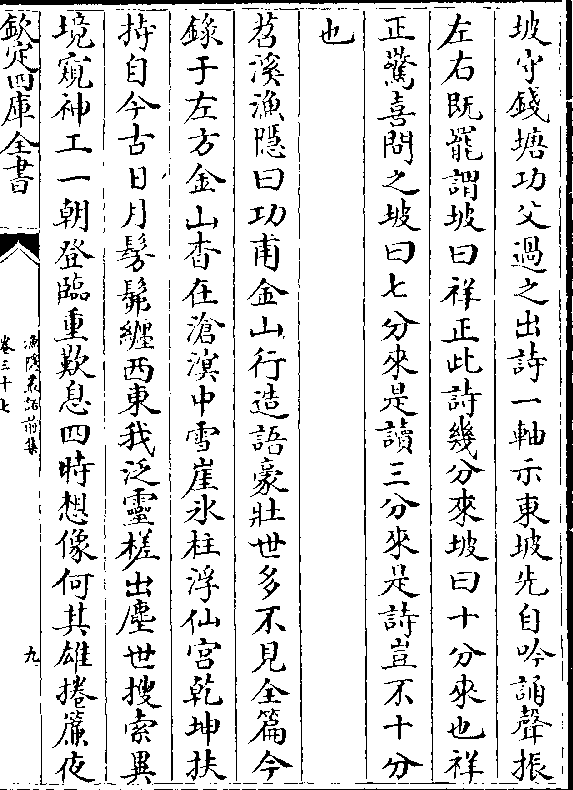 坡守錢塘功父過之出詩一軸示東坡先自吟誦聲振
左右既罷謂坡曰祥正此詩幾分來坡曰十分來也祥
正驚喜問之坡曰七分來是讀三分來是詩豈不十分
也
苕溪漁隱曰功甫金山行造語豪壯世多不見全篇今
錄于左方金山杳在滄溟中雪崖氷柱浮仙宮乾坤扶
持自今古日月髣髴纏西東我泛靈槎出塵世搜索異
境窺神工一朝登臨重歎息四時想像何其雄捲簾夜
欽定四庫全書
漁隱叢話前集
卷三十七
九